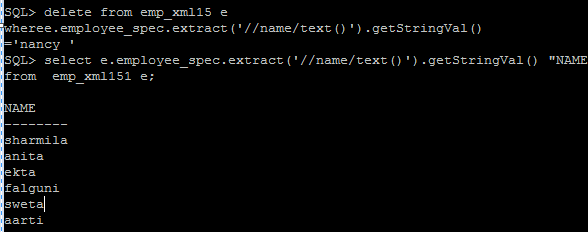 SQL> delete from emp_xml15 e
wheree.employee_spec.extract('//name/text()').getStringVal()
='nancy '
SQL> select e.employee_spec.extract('//name/text()').getStringVal() "NAME
from  emp_xml151 e;
NAME
--------
sharmila
anita
ekta
falguni
sweta
aarti